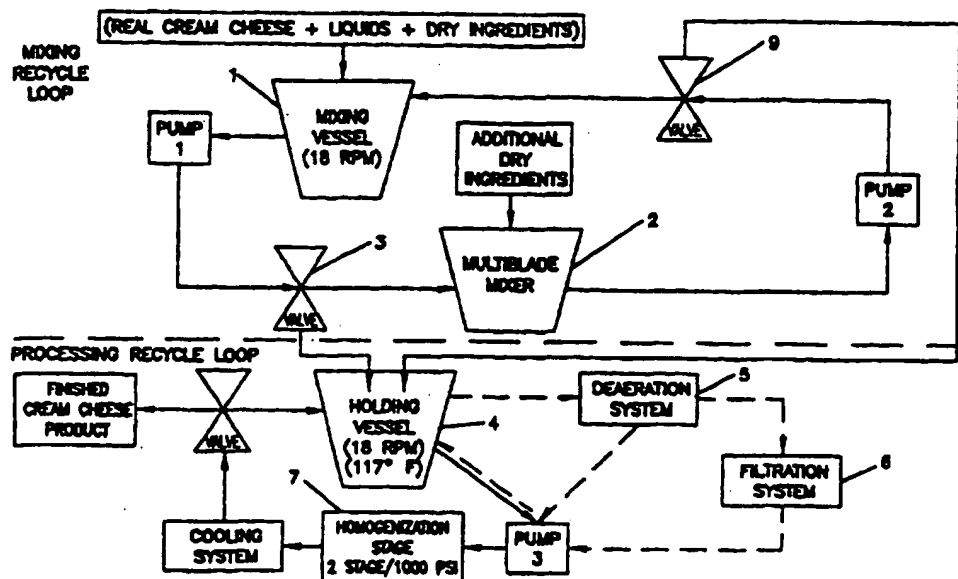 (REAL CREAM CHEESE + LIQUIDS + DRY INGREDIENTS)
MIXING
RECYCLE
LOOP
1
MIXING
VESSEL
(18 RPM)
PUMP
1
9
VALVE
ADDITIONAL
DRY
INGREDIENTS
PUMP
2
3
VALVE
2
MULTIBLADE
MIXER
PROCESSING RECYCLE LOOP
FINISHED
CREAM CHEESE
PRODUCT
VALVE
HOLDING
VESSEL
(18 RPM)
(117° F)
4
DEAERATION
SYSTEM
5
FILTRATION
SYSTEM
6
7
COOLING
SYSTEM
HOMOGENIZATION
STAGE
2 STAGE/1000 PSI
PUMP
3